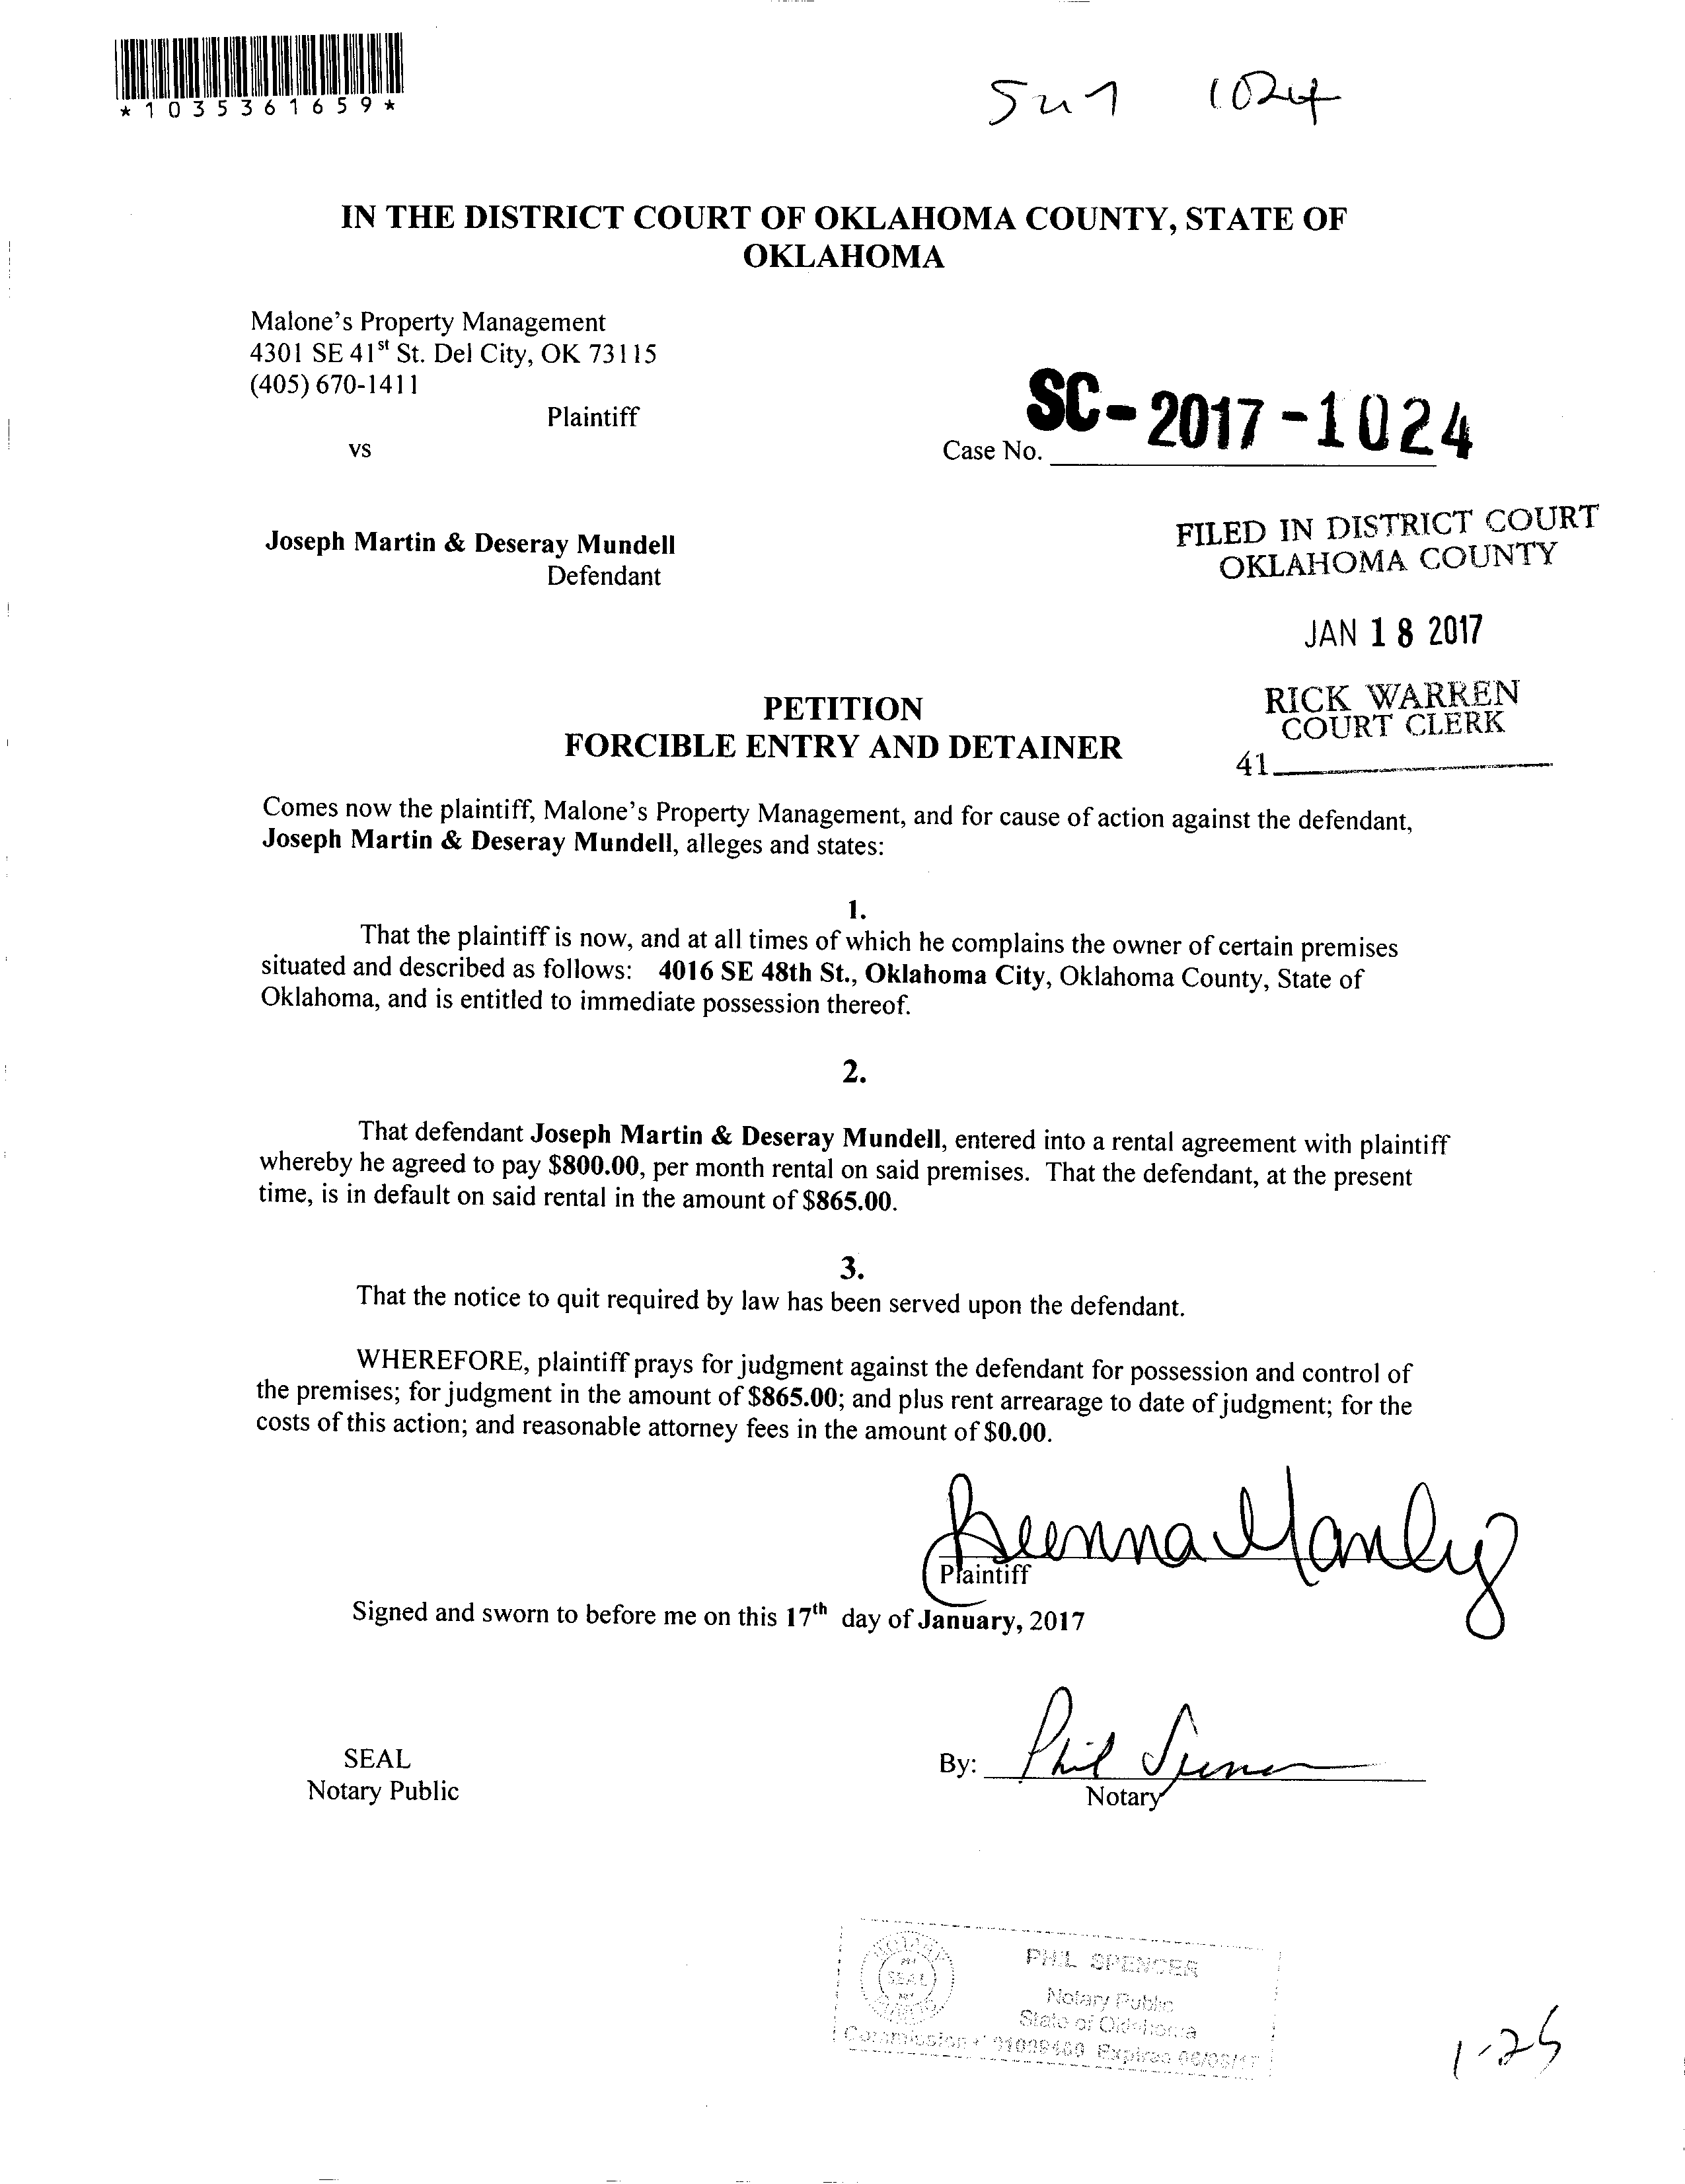 *1035361659*
1024
IN THE DISTRICT COURT OF OKLAHOMA COUNTY, STATE OF
OKLAHOMA
Malone's Property Management
4301 SE 41st St. Del City, OK 73115
(405) 670-1411
Plaintiff
vs
Case No. SC-2017-1024
Joseph Martin & Deseray Mundell
Defendant
FILED IN DISTRICT COURT
OKLAHOMA COUNTY
JAN 18 2017
RICK WARREN
COURT CLERK
41
PETITION
FORCIBLE ENTRY AND DETAINER
Comes now the plaintiff, Malone's Property Management, and for cause of action against the defendant,
Joseph Martin & Deseray Mundell, alleges and states:
1.
That the plaintiff is now, and at all times of which he complains the owner of certain premises
situated and described as follows: 4016 SE 48th St., Oklahoma City, Oklahoma County, State of
Oklahoma, and is entitled to immediate possession thereof.
2.
That defendant Joseph Martin & Deseray Mundell, entered into a rental agreement with plaintiff
whereby he agreed to pay $800.00, per month rental on said premises. That the defendant, at the present
time, is in default on said rental in the amount of $865.00.
3.
That the notice to quit required by law has been served upon the defendant.
WHEREFORE, plaintiff prays for judgment against the defendant for possession and control of
the premises; for judgment in the amount of $865.00; and plus rent arrearage to date of judgment; for the
costs of this action; and reasonable attorney fees in the amount of $0.00.
Plaintiff
Signed and sworn to before me on this 17th day of January, 2017
SEAL
Notary Public
By: Phil Spencer
Notary
NOTARY
SEAL
PHIL SPENCER
Notary Public
State of Oklahoma
Commission # Expires
1-25